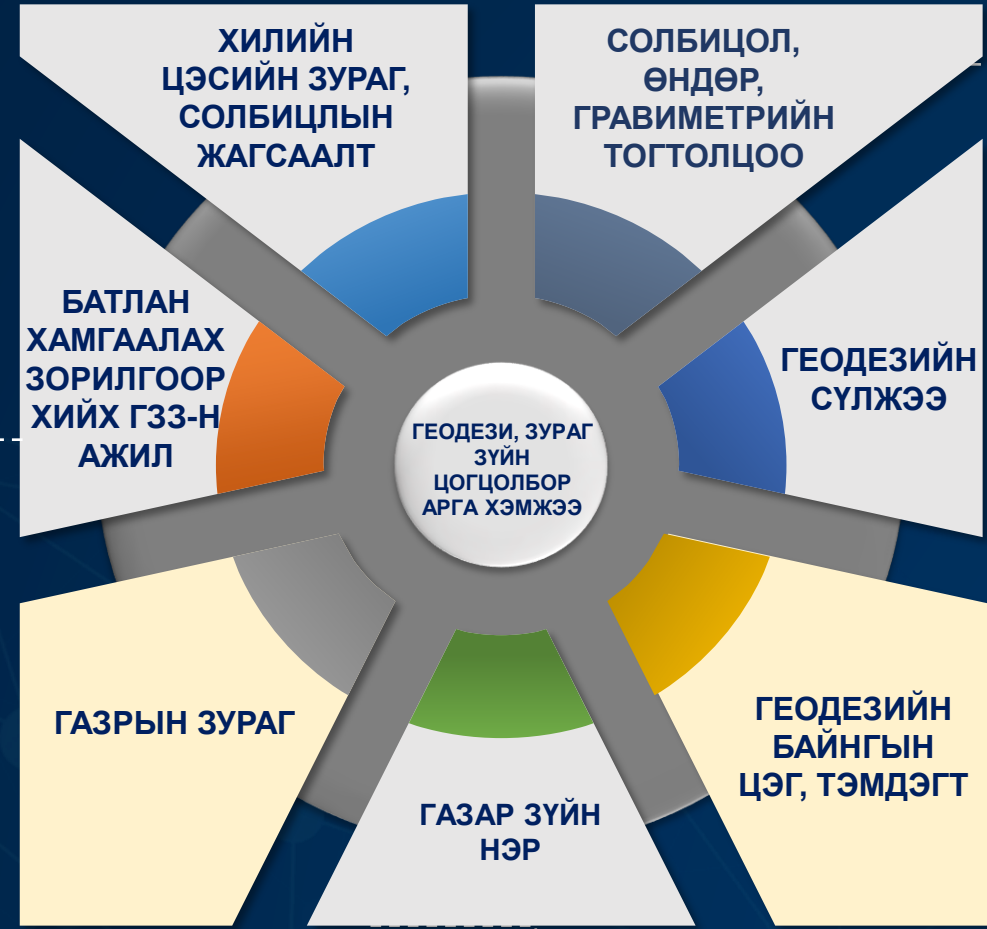 ХИЛИЙН
ЦЭСИЙН ЗУРАГ,
СОЛБИЦЛЫН
ЖАГСААЛТ
СОЛБИЦОЛ,
ӨНДӨР,
ГРАВИМЕТРИЙН
ТОГТОЛЦОО
БАТЛАН
ХАМГААЛАХ
ЗОРИЛГООР
ХИЙХ ГЗЗ-Н
АЖИЛ
ГЕОДЕЗИЙН
СҮЛЖЭЭ
ГЕОДЕЗИ, ЗУРАГ
ЗҮЙН
ЦОГЦОЛБОР
АРГА ХЭМЖЭЭ
ГАЗРЫН ЗУРАГ
ГАЗАР ЗҮЙН
НЭР
ГЕОДЕЗИЙН
БАЙНГЫН
ЦЭГ, ТЭМДЭГТ